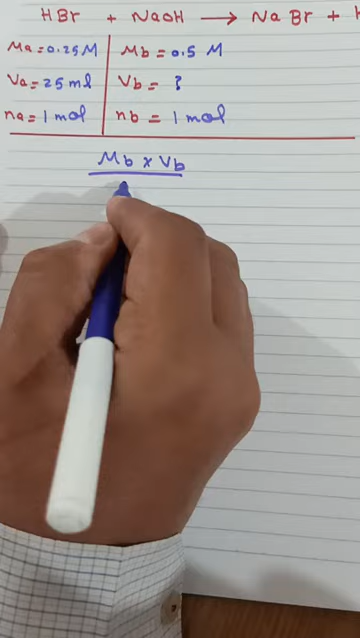 HBr + NaOH → NaBr +
Ma = 0.25 M Mb = 0.5 M
Va = 25 ml Vb = ?
na = 1 mol nb = 1 mol
Mb × Vb